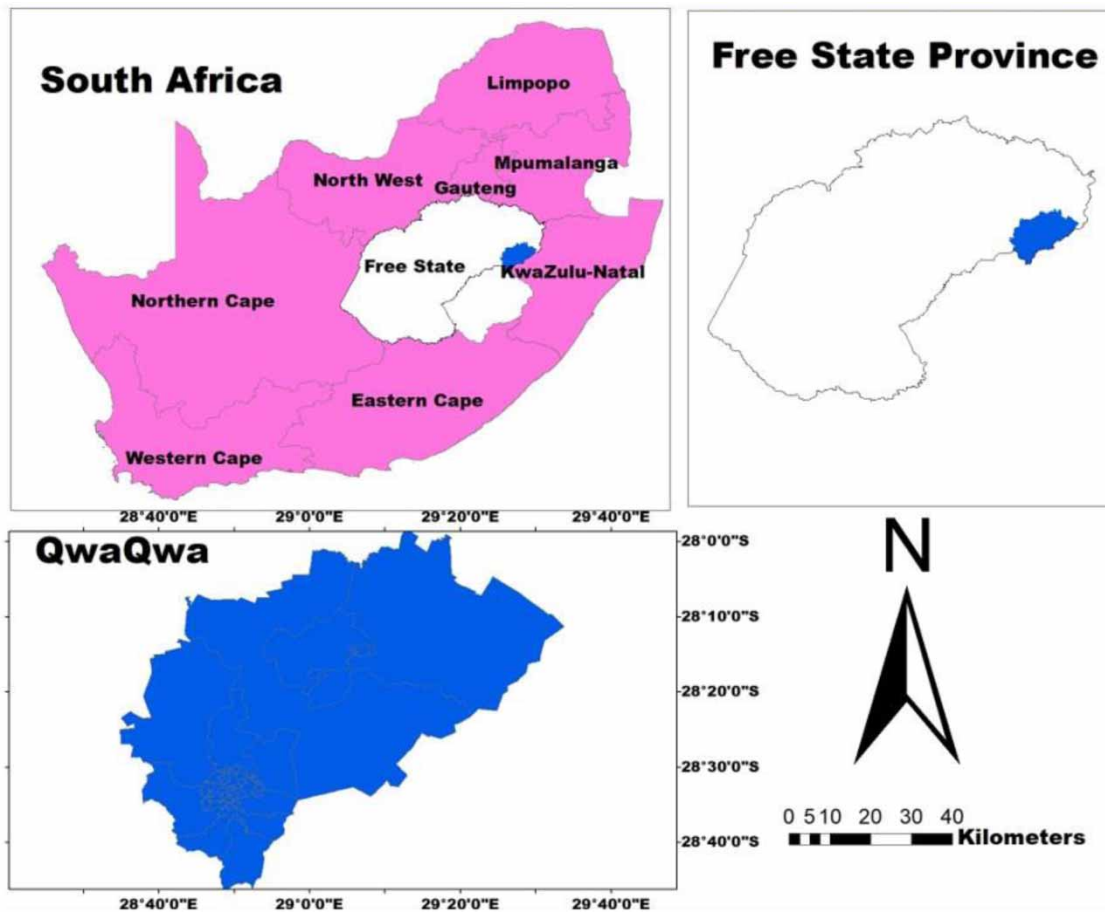 South Africa
Limpopo
Mpumalanga
North West
Gauteng
Free State
KwaZulu-Natal
Northern Cape
Eastern Cape
Western Cape
Free State Province
28°40'0"E 29°0'0"E 29°20'0"E 29°40'0"E
QwaQwa
28°0'0"S
28°10'0"S
28°20'0"S
28°30'0"S
28°40'0"S
28°40'0"E 29°0'0"E 29°20'0"E 29°40'0"E
N
0 5 10 20 30 40
Kilometers